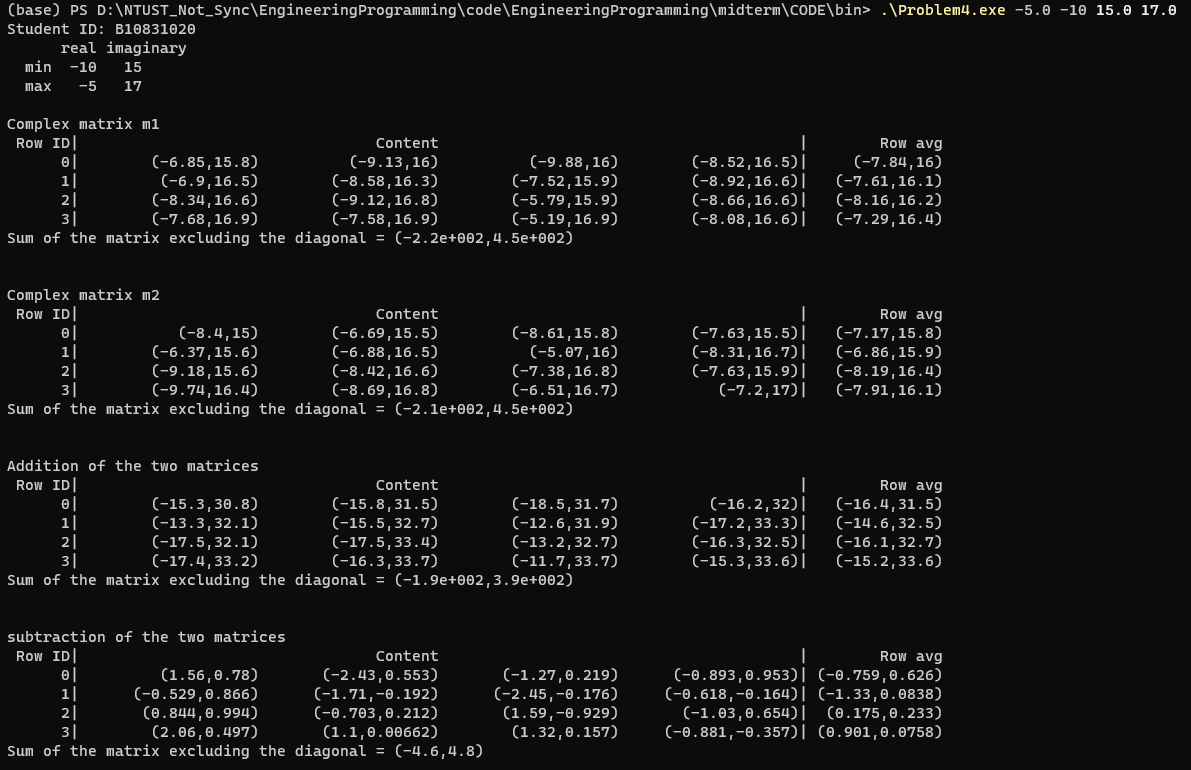 (base) PS D:\NTUST_Not_Sync\EngineeringProgramming\code\EngineeringProgramming\midterm\CODE\bin> .\Problem4.exe -5.0 -10 15.0 17.0
Student ID: B10831020
      real imaginary
  min  -10   15
  max   -5   17
Complex matrix m1
 Row ID|                                 Content                                        |        Row avg
      0|        (-6.85,15.8)          (-9.13,16)          (-9.88,16)        (-8.52,16.5)|     (-7.84,16)
      1|         (-6.9,16.5)        (-8.58,16.3)        (-7.52,15.9)        (-8.92,16.6)|   (-7.61,16.1)
      2|        (-8.34,16.6)        (-9.12,16.8)        (-5.79,15.9)        (-8.66,16.6)|   (-8.16,16.2)
      3|        (-7.68,16.9)        (-7.58,16.9)        (-5.19,16.9)        (-8.08,16.6)|   (-7.29,16.4)
Sum of the matrix excluding the diagonal = (-2.2e+002,4.5e+002)
Complex matrix m2
 Row ID|                                 Content                                        |        Row avg
      0|           (-8.4,15)        (-6.69,15.5)        (-8.61,15.8)        (-7.63,15.5)|   (-7.17,15.8)
      1|        (-6.37,15.6)        (-6.88,16.5)          (-5.07,16)        (-8.31,16.7)|   (-6.86,15.9)
      2|        (-9.18,15.6)        (-8.42,16.6)        (-7.38,16.8)        (-7.63,15.9)|   (-8.19,16.4)
      3|        (-9.74,16.4)        (-8.69,16.8)        (-6.51,16.7)           (-7.2,17)|   (-7.91,16.1)
Sum of the matrix excluding the diagonal = (-2.1e+002,4.5e+002)
Addition of the two matrices
 Row ID|                                 Content                                        |        Row avg
      0|        (-15.3,30.8)        (-15.8,31.5)        (-18.5,31.7)          (-16.2,32)|   (-16.4,31.5)
      1|        (-13.3,32.1)        (-15.5,32.7)        (-12.6,31.9)        (-17.2,33.3)|   (-14.6,32.5)
      2|        (-17.5,32.1)        (-17.5,33.4)        (-13.2,32.7)        (-16.3,32.5)|   (-16.1,32.7)
      3|        (-17.4,33.2)        (-16.3,33.7)        (-11.7,33.7)        (-15.3,33.6)|   (-15.2,33.6)
Sum of the matrix excluding the diagonal = (-1.9e+002,3.9e+002)
subtraction of the two matrices
 Row ID|                                 Content                                        |        Row avg
      0|         (1.56,0.78)       (-2.43,0.553)       (-1.27,0.219)      (-0.893,0.953)| (-0.759,0.626)
      1|      (-0.529,0.866)      (-1.71,-0.192)      (-2.45,-0.176)     (-0.618,-0.164)| (-1.33,0.0838)
      2|       (0.844,0.994)      (-0.703,0.212)       (1.59,-0.929)       (-1.03,0.654)|  (0.175,0.233)
      3|        (2.06,0.497)       (1.1,0.00662)        (1.32,0.157)     (-0.881,-0.357)| (0.901,0.0758)
Sum of the matrix excluding the diagonal = (-4.6,4.8)